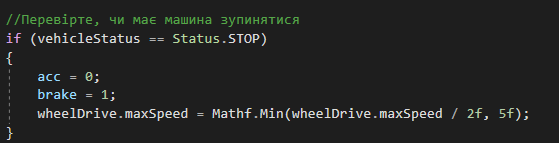 //Перевірте, чи має машина зупинятися
if (vehicleStatus == Status.STOP)
{
acc = 0;
brake = 1;
wheelDrive.maxSpeed = Mathf.Min(wheelDrive.maxSpeed / 2f, 5f);
}